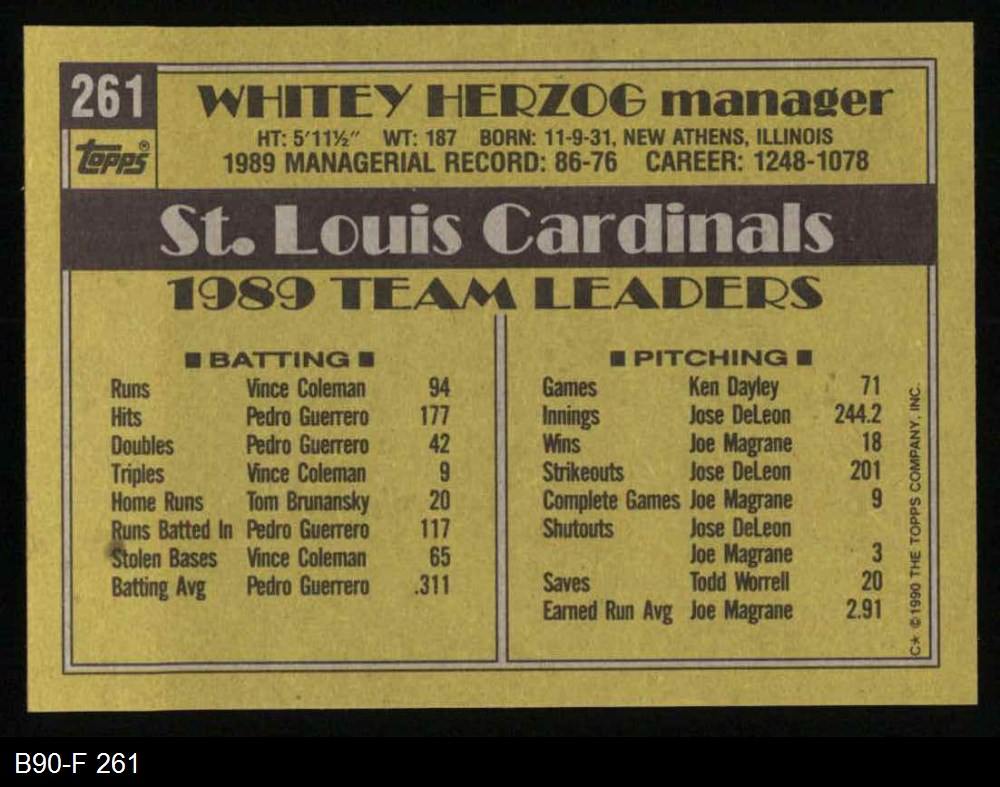 261
topps®
WHITEY HERZOG manager
HT: 5'11½" WT: 187 BORN: 11-9-31, NEW ATHENS, ILLINOIS
1989 MANAGERIAL RECORD: 86-76 CAREER: 1248-1078
St. Louis Cardinals
1989 TEAM LEADERS
■ BATTING ■
Runs Vince Coleman 94
Hits Pedro Guerrero 177
Doubles Pedro Guerrero 42
Triples Vince Coleman 9
Home Runs Tom Brunansky 20
Runs Batted In Pedro Guerrero 117
Stolen Bases Vince Coleman 65
Batting Avg Pedro Guerrero .311
■ PITCHING ■
Games Ken Dayley 71
Innings Jose DeLeon 244.2
Wins Joe Magrane 18
Strikeouts Jose DeLeon 201
Complete Games Joe Magrane 9
Shutouts Jose DeLeon
Joe Magrane 3
Saves Todd Worrell 20
Earned Run Avg Joe Magrane 2.91
C* ©1990 THE TOPPS COMPANY, INC.
B90-F 261